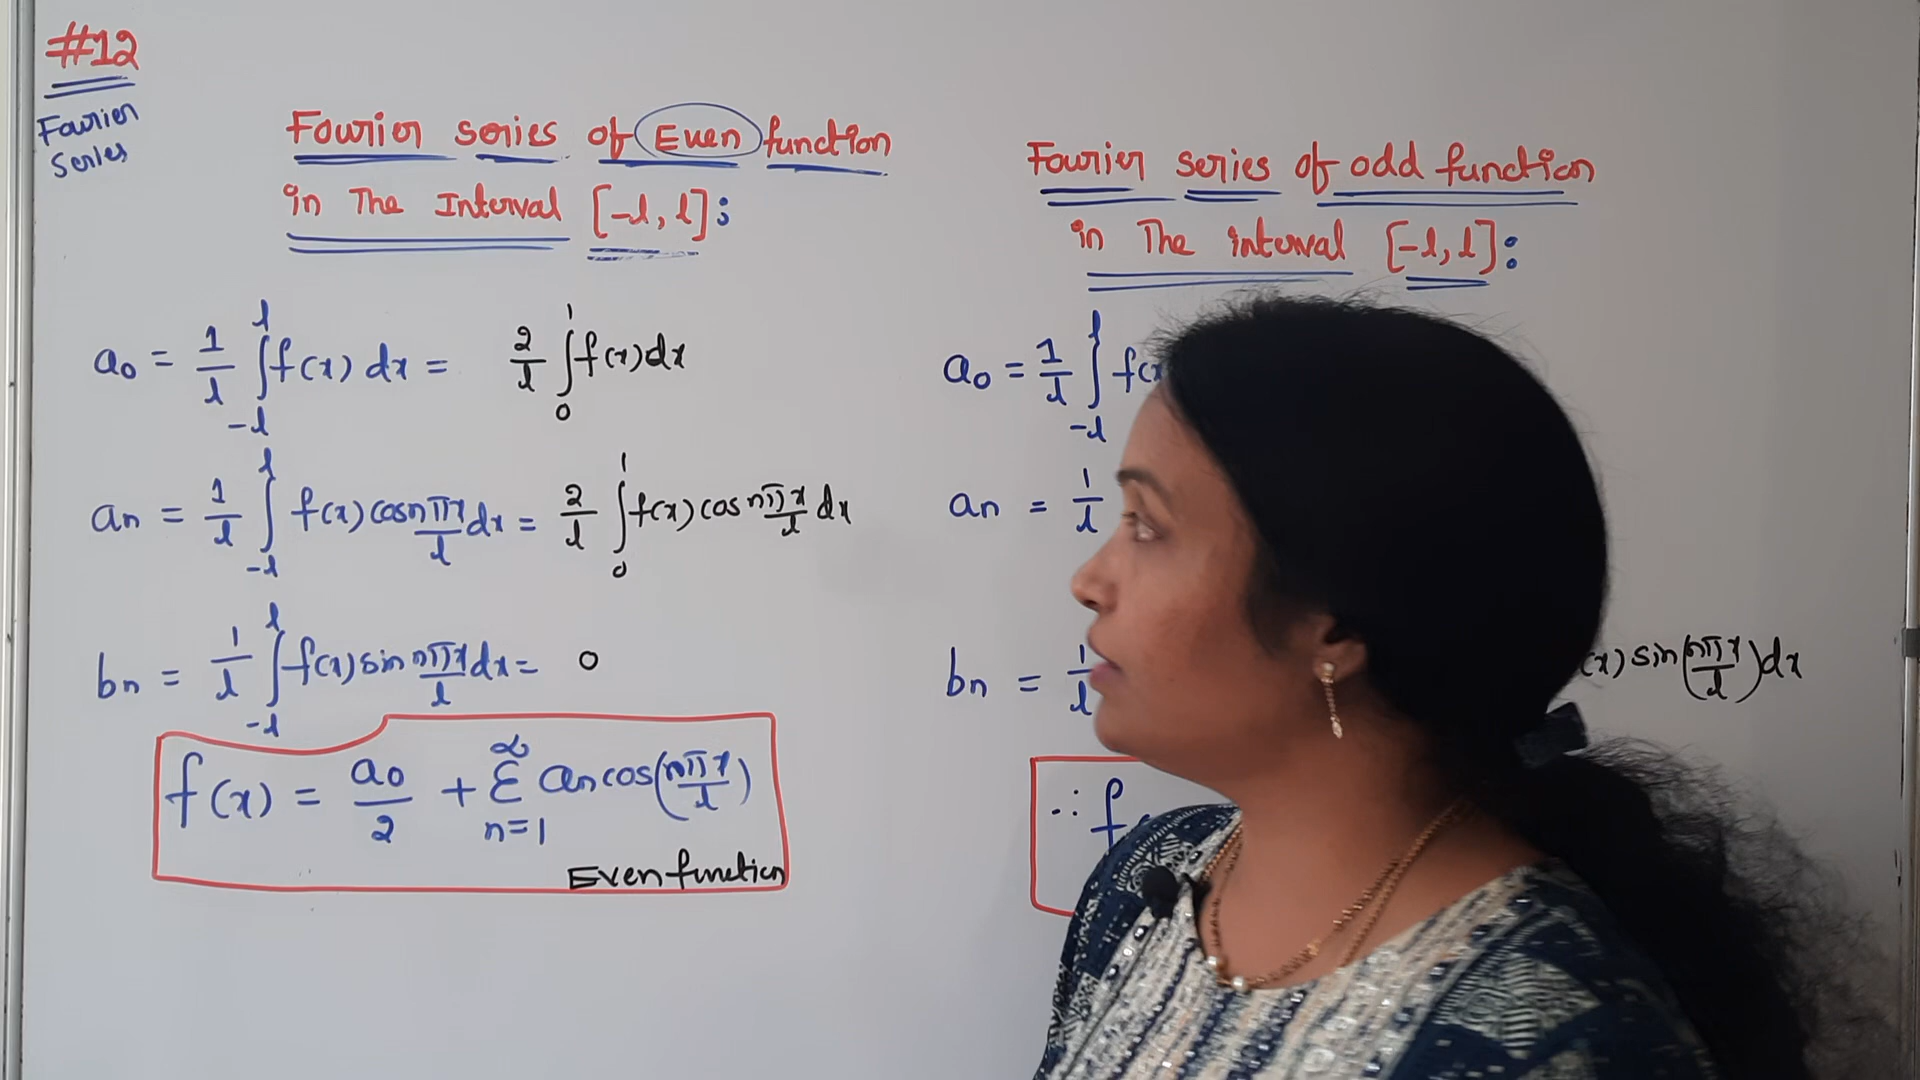 #12
Fourier
Series
Fourier series of Even function
in The Interval [-l, l]:
a₀ = 1/l ∫_{-l}^{l} f(x) dx = 2/l ∫_0^l f(x) dx
aₙ = 1/l ∫_{-l}^{l} f(x) cos nπx/l dx = 2/l ∫_0^l f(x) cos nπx/l dx
bₙ = 1/l ∫_{-l}^{l} f(x) sin nπx/l dx = 0
f(x) = a₀/2 + Σ_{n=1}^{∞} aₙ cos(nπx/l)
Even function
Fourier series of odd function
in The interval [-l, l]:
a₀ = 1/l ∫_{-l}^{l} f(x
aₙ = 1/l
bₙ = 1/l (x) sin(nπx/l) dx
∴ f